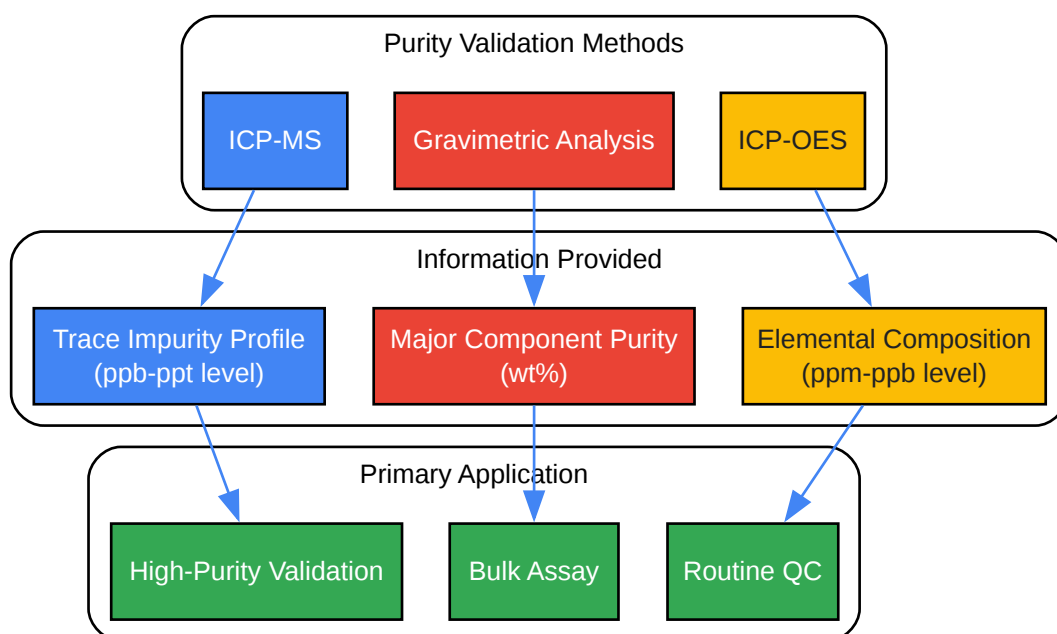 Purity Validation Methods
ICP-MS
Gravimetric Analysis
ICP-OES
Information Provided
Trace Impurity Profile
(ppb-ppt level)
Major Component Purity
(wt%)
Elemental Composition
(ppm-ppb level)
Primary Application
High-Purity Validation
Bulk Assay
Routine QC